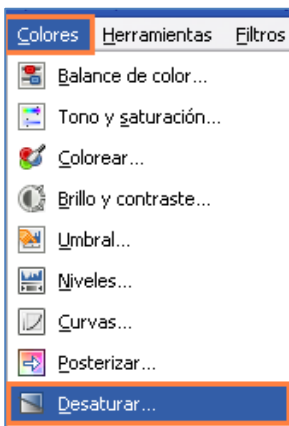 Colores Herramientas Filtros
Balance de color...
Tono y saturación...
Colorear...
Brillo y contraste...
Umbral...
Niveles...
Curvas...
Posterizar...
Desaturar...